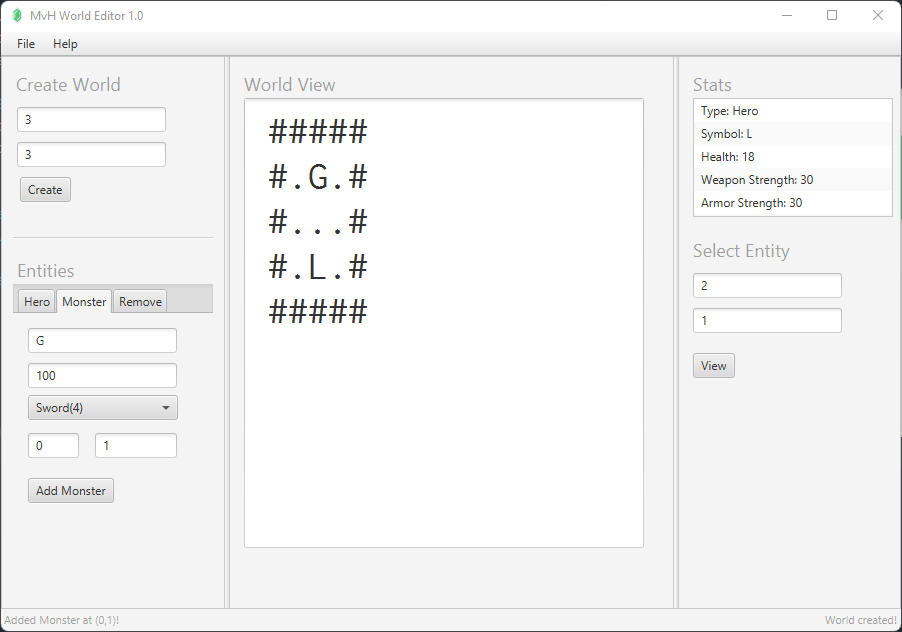 MvH World Editor 1.0
File Help
Create World
3
3
Create
Entities
Hero Monster Remove
G
100
Sword(4)
0 1
Add Monster
World View
#####
#.G.#
#...#
#.L.#
#####
Stats
Type: Hero
Symbol: L
Health: 18
Weapon Strength: 30
Armor Strength: 30
Select Entity
2
1
View
Added Monster at (0,1)!
World created!